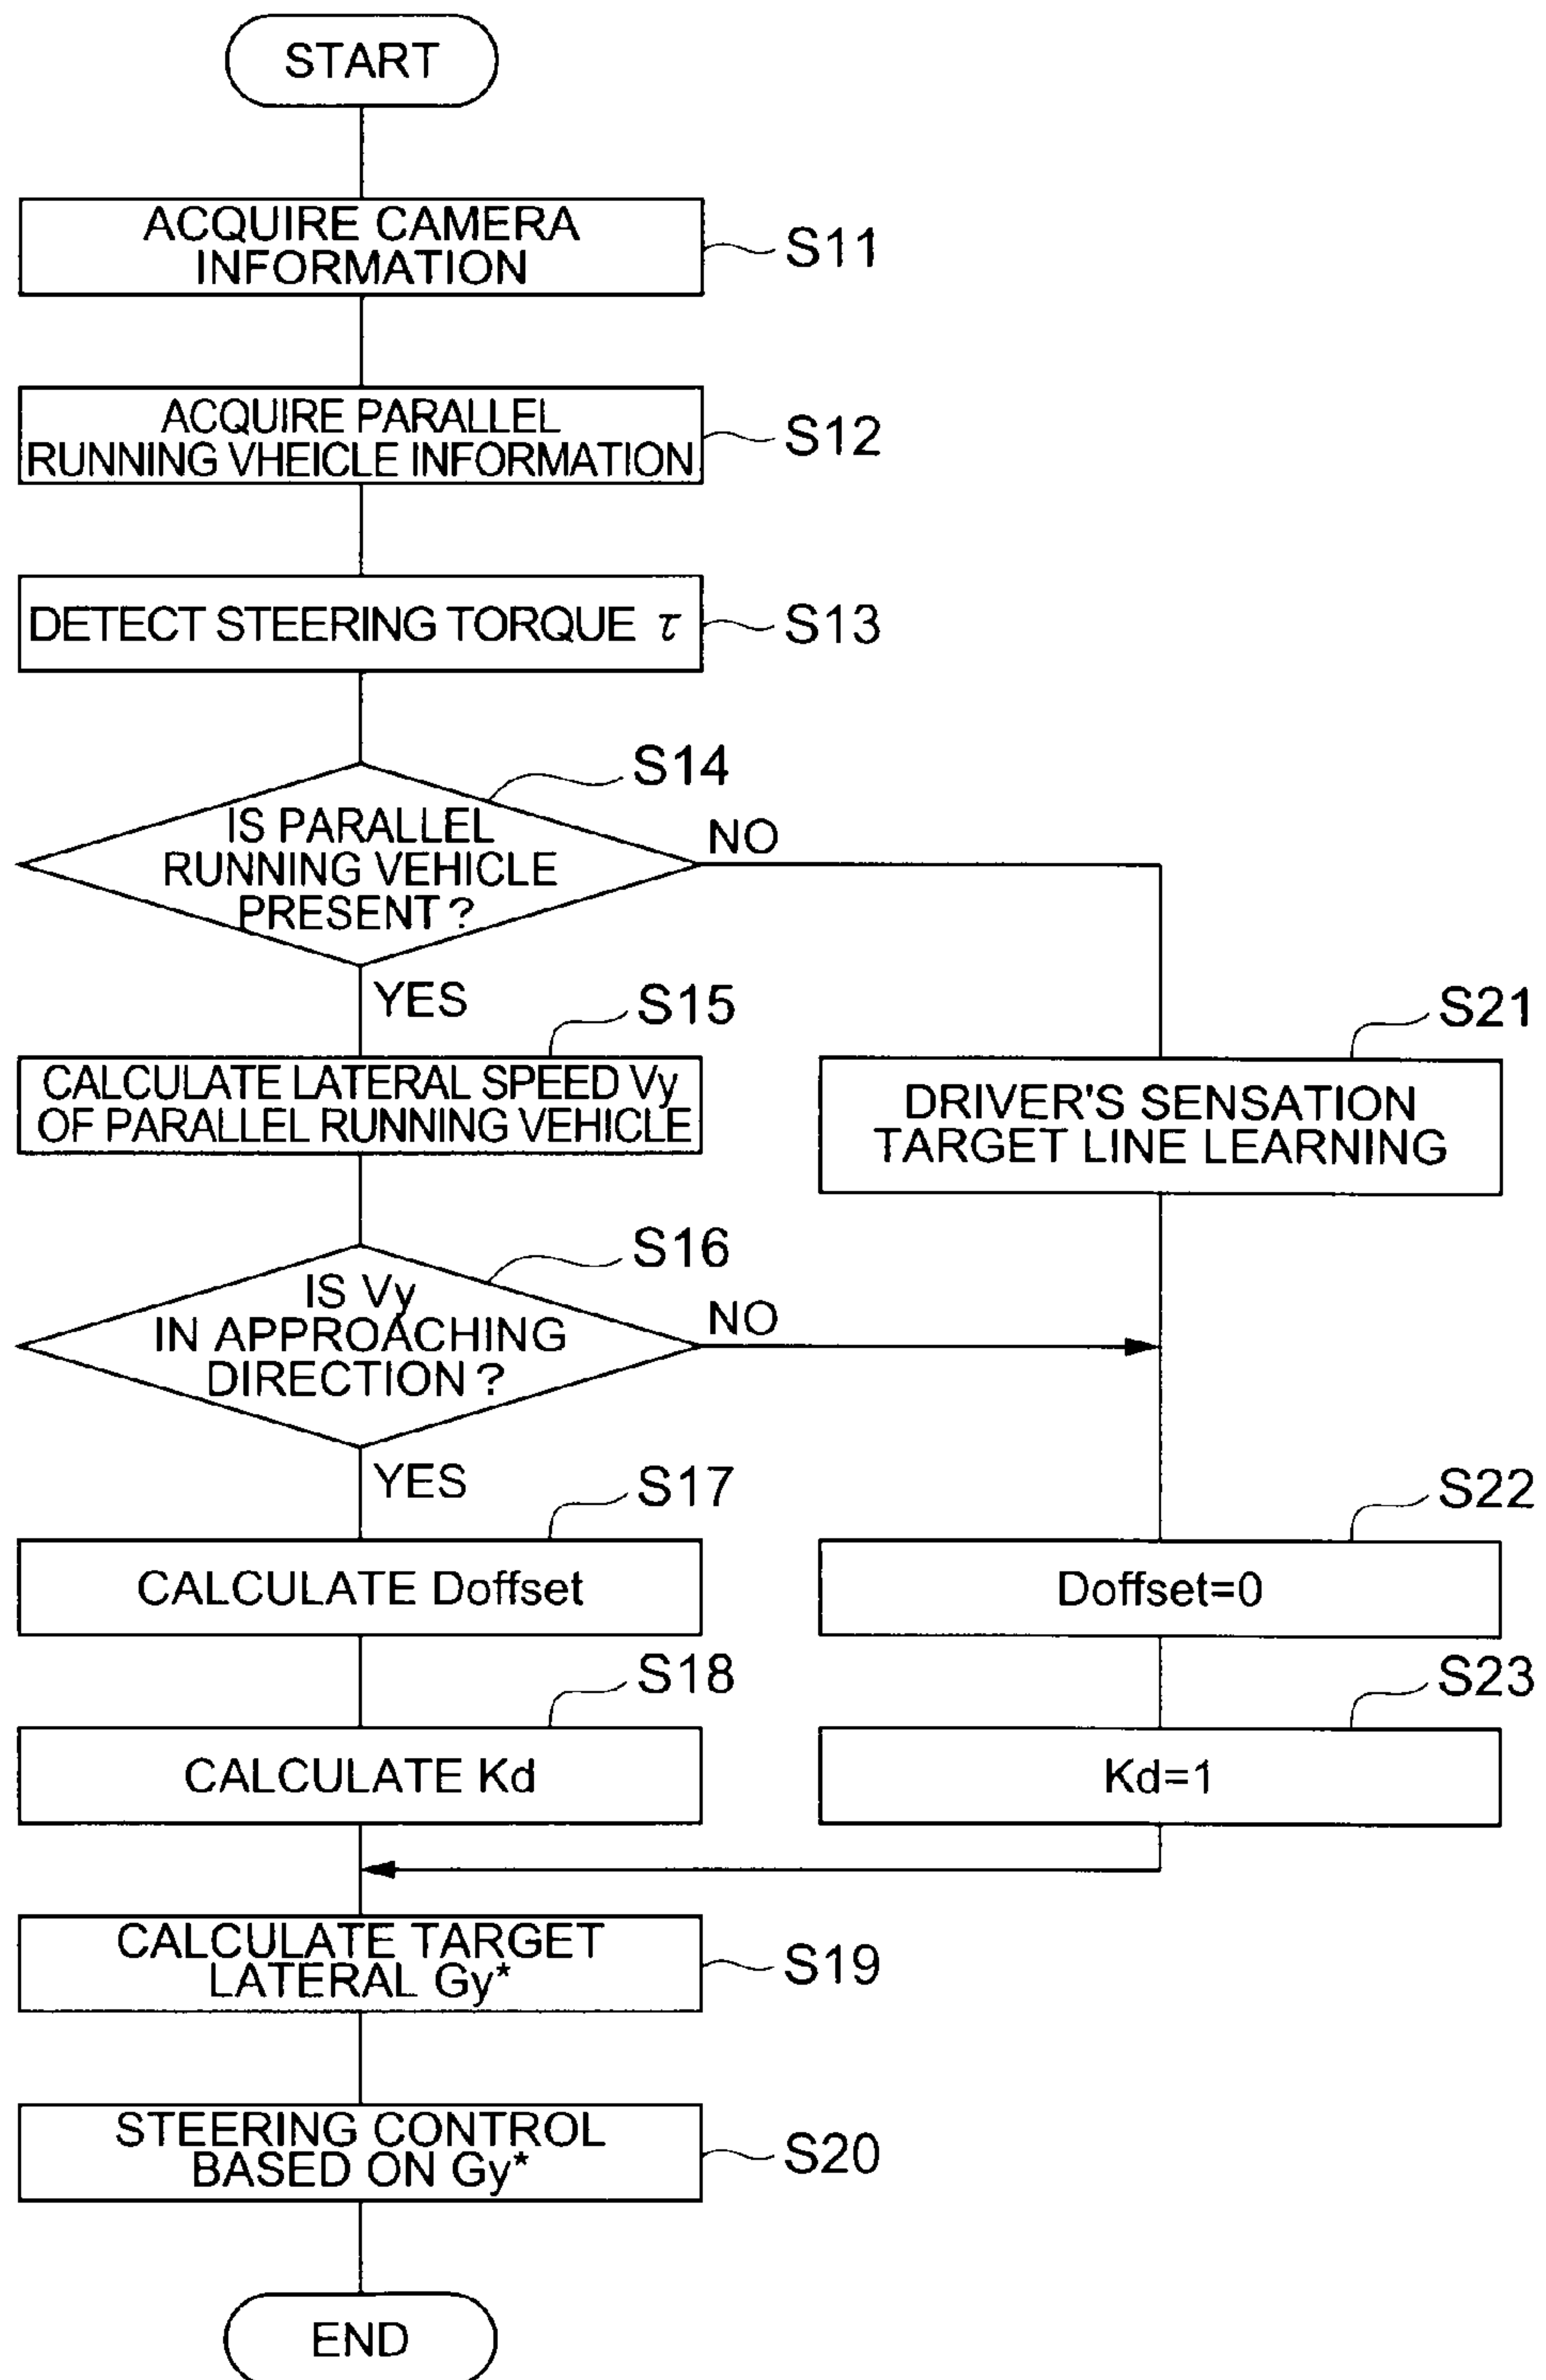 START
ACQUIRE CAMERA
INFORMATION
S11
ACQUIRE PARALLEL
RUNNING VHEICLE INFORMATION
S12
DETECT STEERING TORQUE τ
S13
S14
IS PARALLEL
RUNNING VEHICLE
PRESENT?
NO
YES
S15
CALCULATE LATERAL SPEED Vy
OF PARALLEL RUNNING VEHICLE
S21
DRIVER'S SENSATION
TARGET LINE LEARNING
S16
IS Vy
IN APPROACHING
DIRECTION?
NO
YES
S17
CALCULATE Doffset
S22
Doffset=0
S18
CALCULATE Kd
S23
Kd=1
CALCULATE TARGET
LATERAL Gy*
S19
STEERING CONTROL
BASED ON Gy*
S20
END